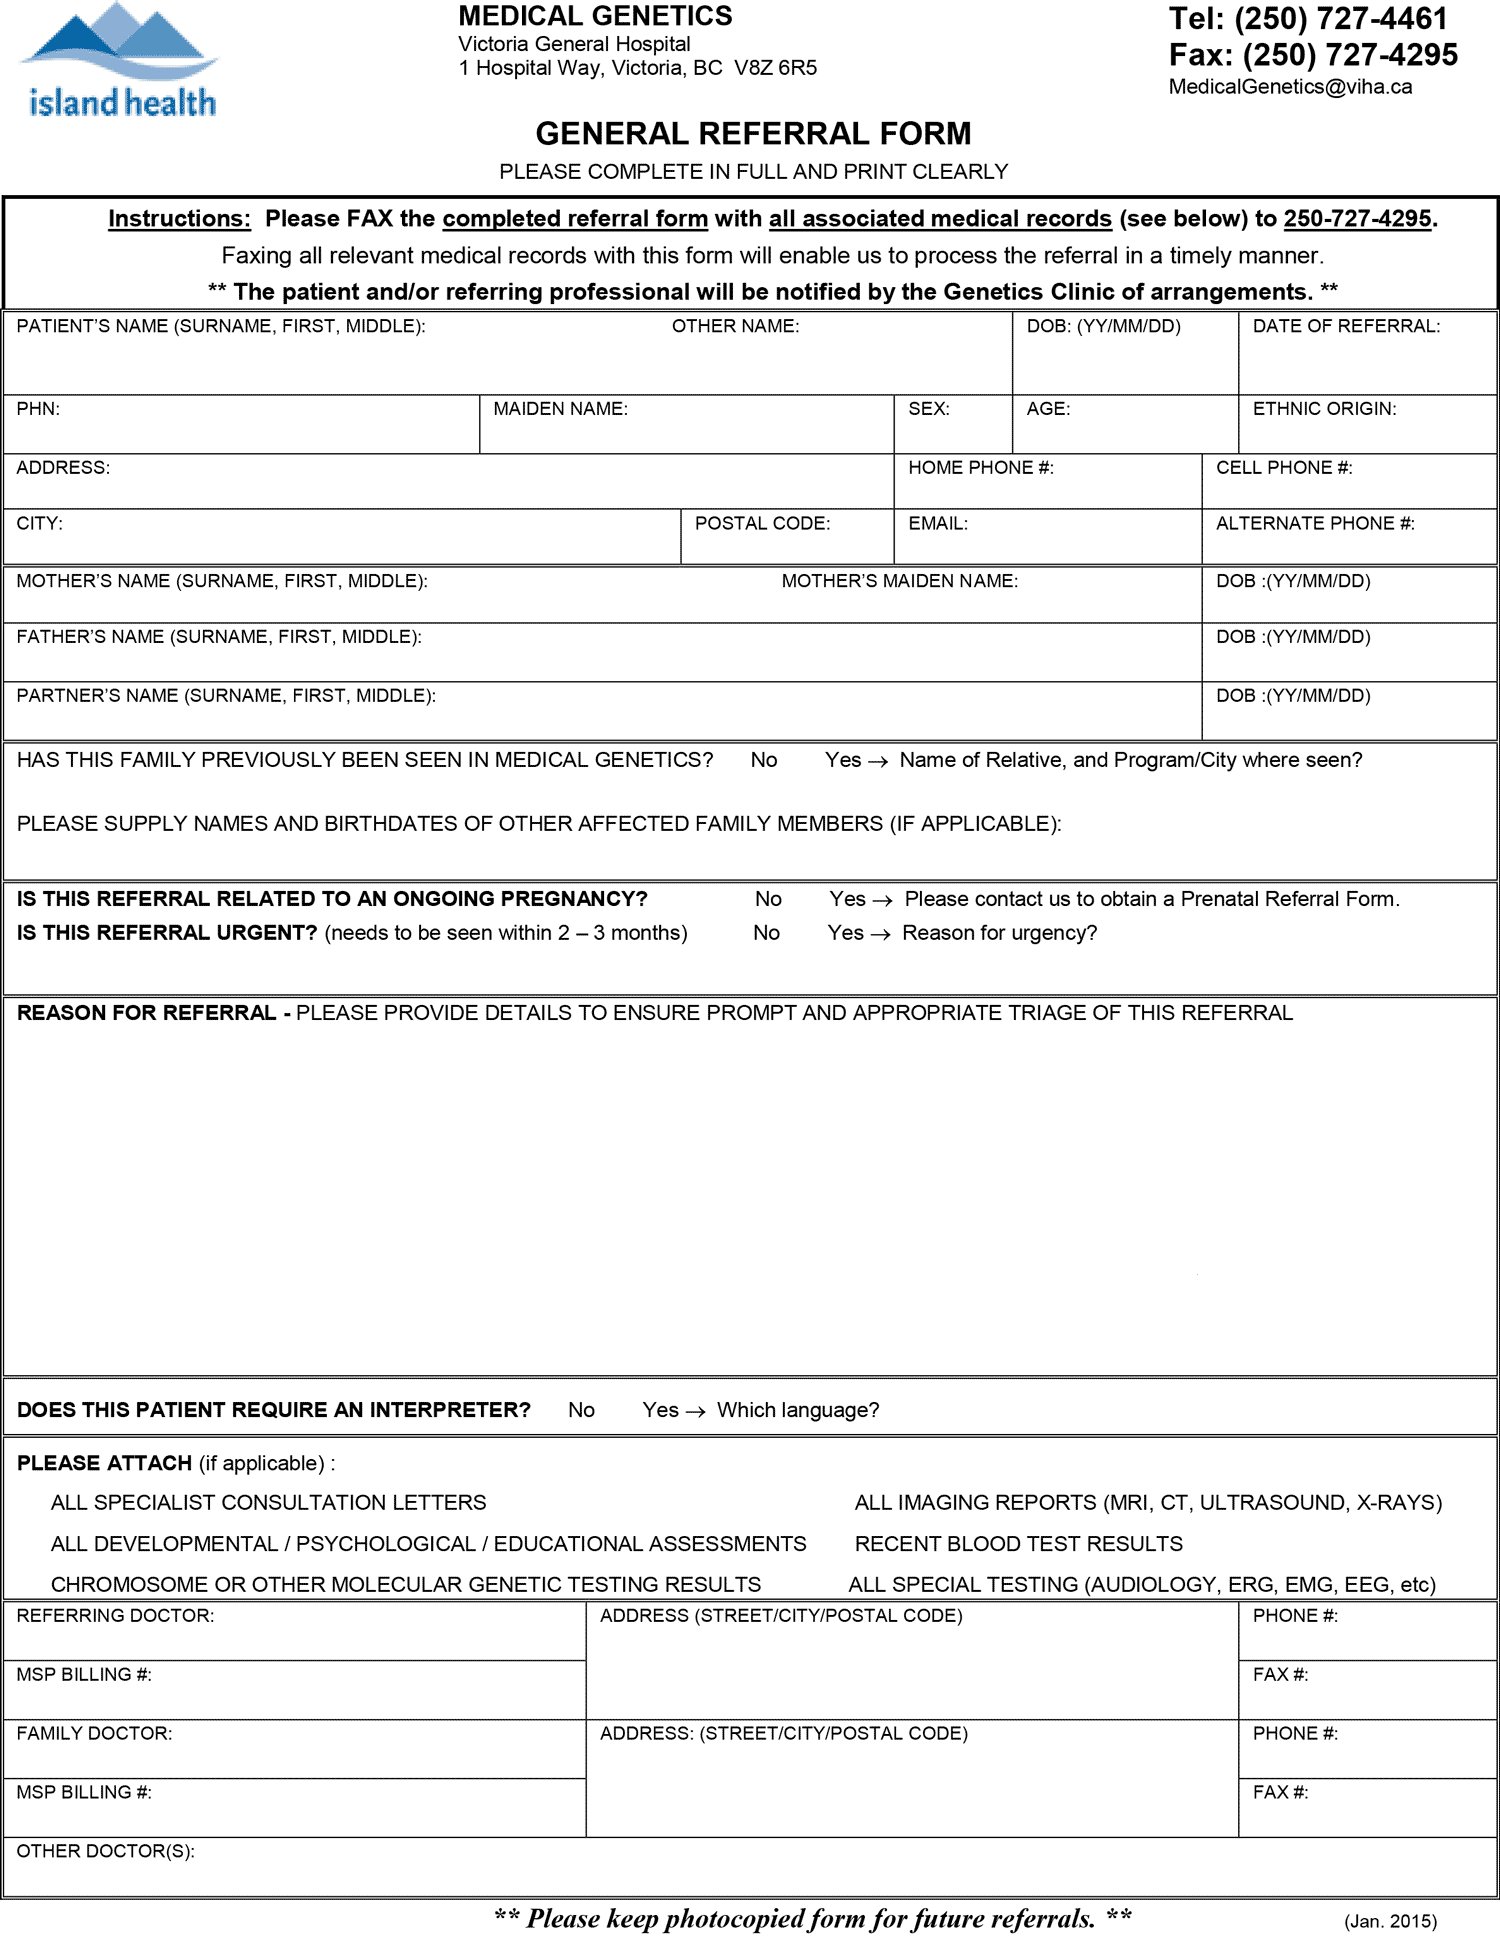 island health
MEDICAL GENETICS
Victoria General Hospital
1 Hospital Way, Victoria, BC  V8Z 6R5
Tel: (250) 727-4461
Fax: (250) 727-4295
MedicalGenetics@viha.ca
GENERAL REFERRAL FORM
PLEASE COMPLETE IN FULL AND PRINT CLEARLY
Instructions:  Please FAX the completed referral form with all associated medical records (see below) to 250-727-4295.
Faxing all relevant medical records with this form will enable us to process the referral in a timely manner.
** The patient and/or referring professional will be notified by the Genetics Clinic of arrangements. **
PATIENT'S NAME (SURNAME, FIRST, MIDDLE): OTHER NAME: DOB: (YY/MM/DD) DATE OF REFERRAL:
PHN: MAIDEN NAME: SEX: AGE: ETHNIC ORIGIN:
ADDRESS: HOME PHONE #: CELL PHONE #:
CITY: POSTAL CODE: EMAIL: ALTERNATE PHONE #:
MOTHER'S NAME (SURNAME, FIRST, MIDDLE): MOTHER'S MAIDEN NAME: DOB :(YY/MM/DD)
FATHER'S NAME (SURNAME, FIRST, MIDDLE): DOB :(YY/MM/DD)
PARTNER'S NAME (SURNAME, FIRST, MIDDLE): DOB :(YY/MM/DD)
HAS THIS FAMILY PREVIOUSLY BEEN SEEN IN MEDICAL GENETICS? No Yes → Name of Relative, and Program/City where seen?
PLEASE SUPPLY NAMES AND BIRTHDATES OF OTHER AFFECTED FAMILY MEMBERS (IF APPLICABLE):
IS THIS REFERRAL RELATED TO AN ONGOING PREGNANCY? No Yes → Please contact us to obtain a Prenatal Referral Form.
IS THIS REFERRAL URGENT? (needs to be seen within 2 – 3 months) No Yes → Reason for urgency?
REASON FOR REFERRAL - PLEASE PROVIDE DETAILS TO ENSURE PROMPT AND APPROPRIATE TRIAGE OF THIS REFERRAL
DOES THIS PATIENT REQUIRE AN INTERPRETER? No Yes → Which language?
PLEASE ATTACH (if applicable) :
ALL SPECIALIST CONSULTATION LETTERS ALL IMAGING REPORTS (MRI, CT, ULTRASOUND, X-RAYS)
ALL DEVELOPMENTAL / PSYCHOLOGICAL / EDUCATIONAL ASSESSMENTS RECENT BLOOD TEST RESULTS
CHROMOSOME OR OTHER MOLECULAR GENETIC TESTING RESULTS ALL SPECIAL TESTING (AUDIOLOGY, ERG, EMG, EEG, etc)
REFERRING DOCTOR: ADDRESS (STREET/CITY/POSTAL CODE) PHONE #:
MSP BILLING #: FAX #:
FAMILY DOCTOR: ADDRESS: (STREET/CITY/POSTAL CODE) PHONE #:
MSP BILLING #: FAX #:
OTHER DOCTOR(S):
** Please keep photocopied form for future referrals. ** (Jan. 2015)